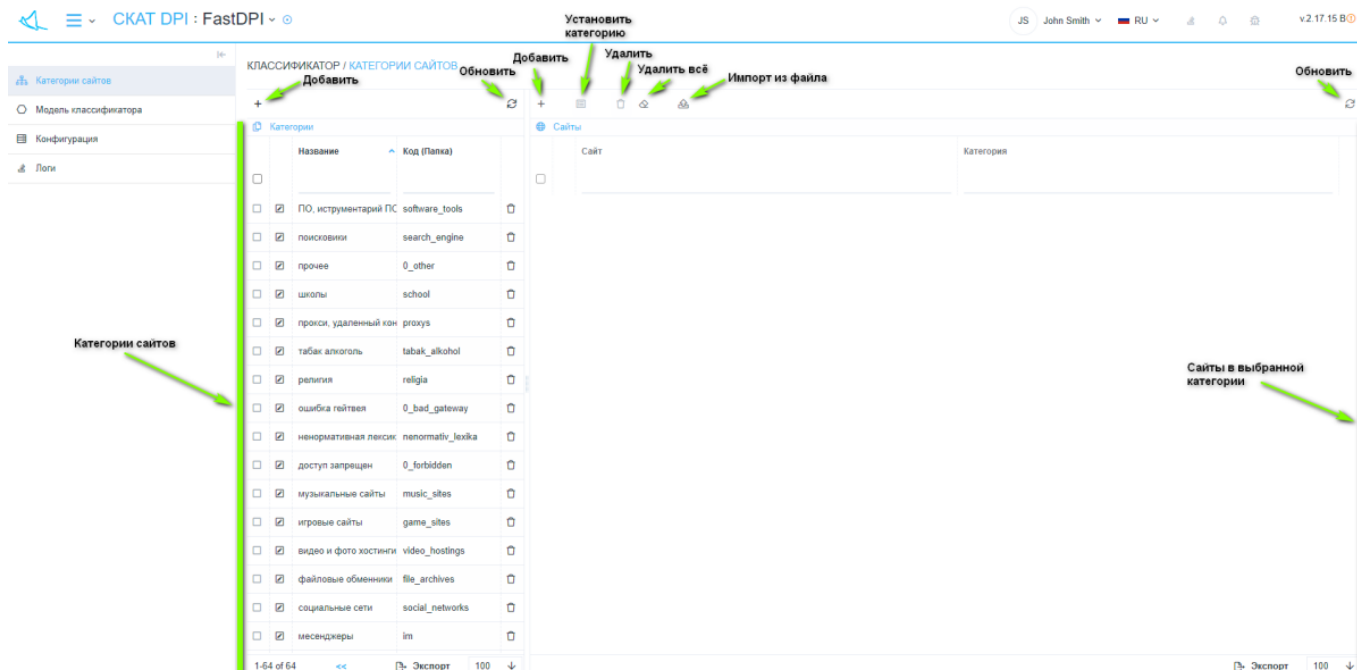 СКАТ DPI : FastDPI
Установить
категорию
JS John Smith RU v.2.17.15 B
КЛАССИФИКАТОР / КАТЕГОРИИ САЙТОВ
Добавить
Обновить
Добавить
Удалить
Удалить всё
Импорт из файла
Обновить
Категории сайтов
Модель классификатора
Конфигурация
Логи
Категории
Название Код (Папка)
ПО, иструментарий ПС software_tools
поисковики search_engine
прочее 0_other
школы school
прокси, удаленный кон proxys
табак алкоголь tabak_alkohol
религия religia
ошибка гейтвея 0_bad_gateway
ненормативная лексик nenormativ_lexika
доступ запрещен 0_forbidden
музыкальные сайты music_sites
игровые сайты game_sites
видео и фото хостинги video_hostings
файловые обменники file_archives
социальные сети social_networks
месенджеры im
1-64 of 64 << Экспорт 100
Сайты
Сайт Категория
Категории сайтов
Сайты в выбранной
категории
Экспорт 100